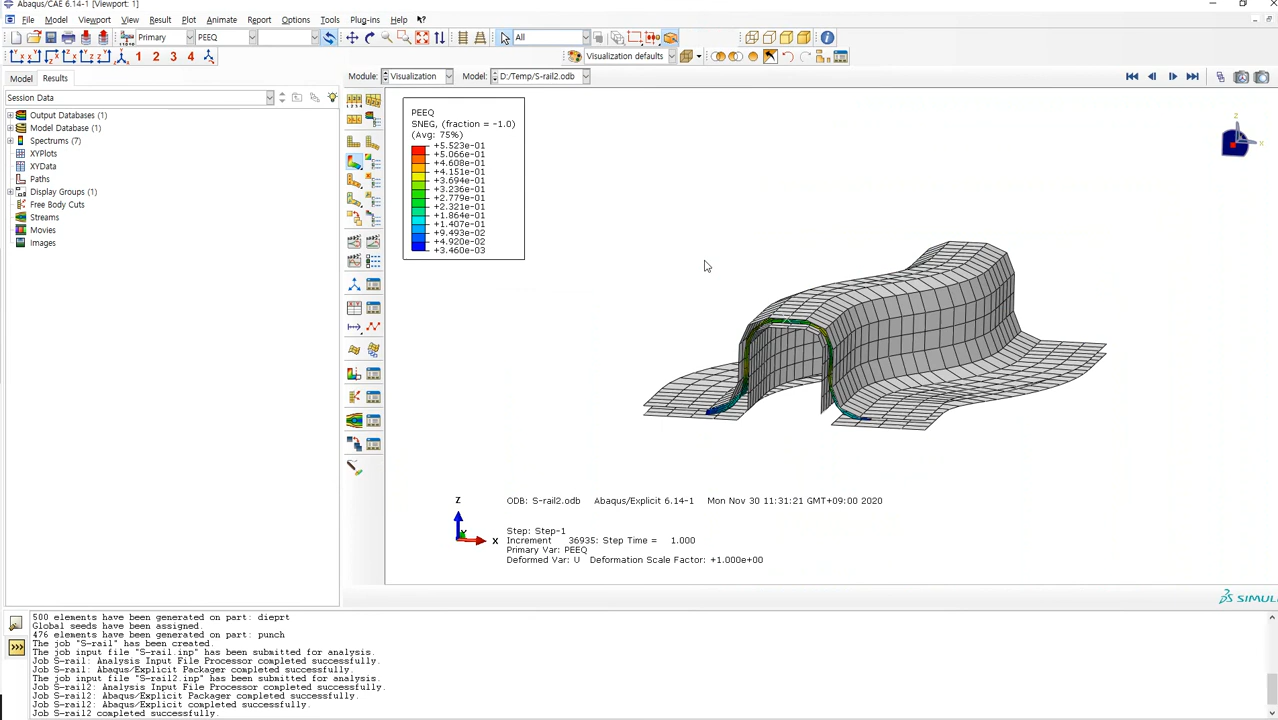 Abaqus/CAE 6.14-1 [Viewport: 1]
File Model Viewport View Result Plot Animate Report Options Tools Plug-ins Help
Primary PEEQ All
1 2 3 4 Visualization defaults
Model Results Module: Visualization Model: D:/Temp/S-rail2.odb
Session Data
Output Databases (1)
Model Database (1)
Spectrums (7)
XYPlots
XYData
Paths
Display Groups (1)
Free Body Cuts
Streams
Movies
Images
PEEQ
SNEG, (fraction = -1.0)
(Avg: 75%)
+5.523e-01
+5.066e-01
+4.608e-01
+4.151e-01
+3.694e-01
+3.236e-01
+2.779e-01
+2.321e-01
+1.864e-01
+1.407e-01
+9.493e-02
+4.920e-02
+3.460e-03
Z
X
Z
Y
X
ODB: S-rail2.odb Abaqus/Explicit 6.14-1 Mon Nov 30 11:31:21 GMT+09:00 2020
Step: Step-1
Increment 36935: Step Time = 1.000
Primary Var: PEEQ
Deformed Var: U Deformation Scale Factor: +1.000e+00
SIMULI
500 elements have been generated on part: dieprt
Global seeds have been assigned.
476 elements have been generated on part: punch
The job "S-rail" has been created.
The job input file "S-rail.inp" has been submitted for analysis.
Job S-rail: Analysis Input File Processor completed successfully.
Job S-rail: Abaqus/Explicit Packager completed successfully.
The job input file "S-rail2.inp" has been submitted for analysis.
Job S-rail2: Analysis Input File Processor completed successfully.
Job S-rail2: Abaqus/Explicit Packager completed successfully.
Job S-rail2: Abaqus/Explicit completed successfully.
Job S-rail2 completed successfully.